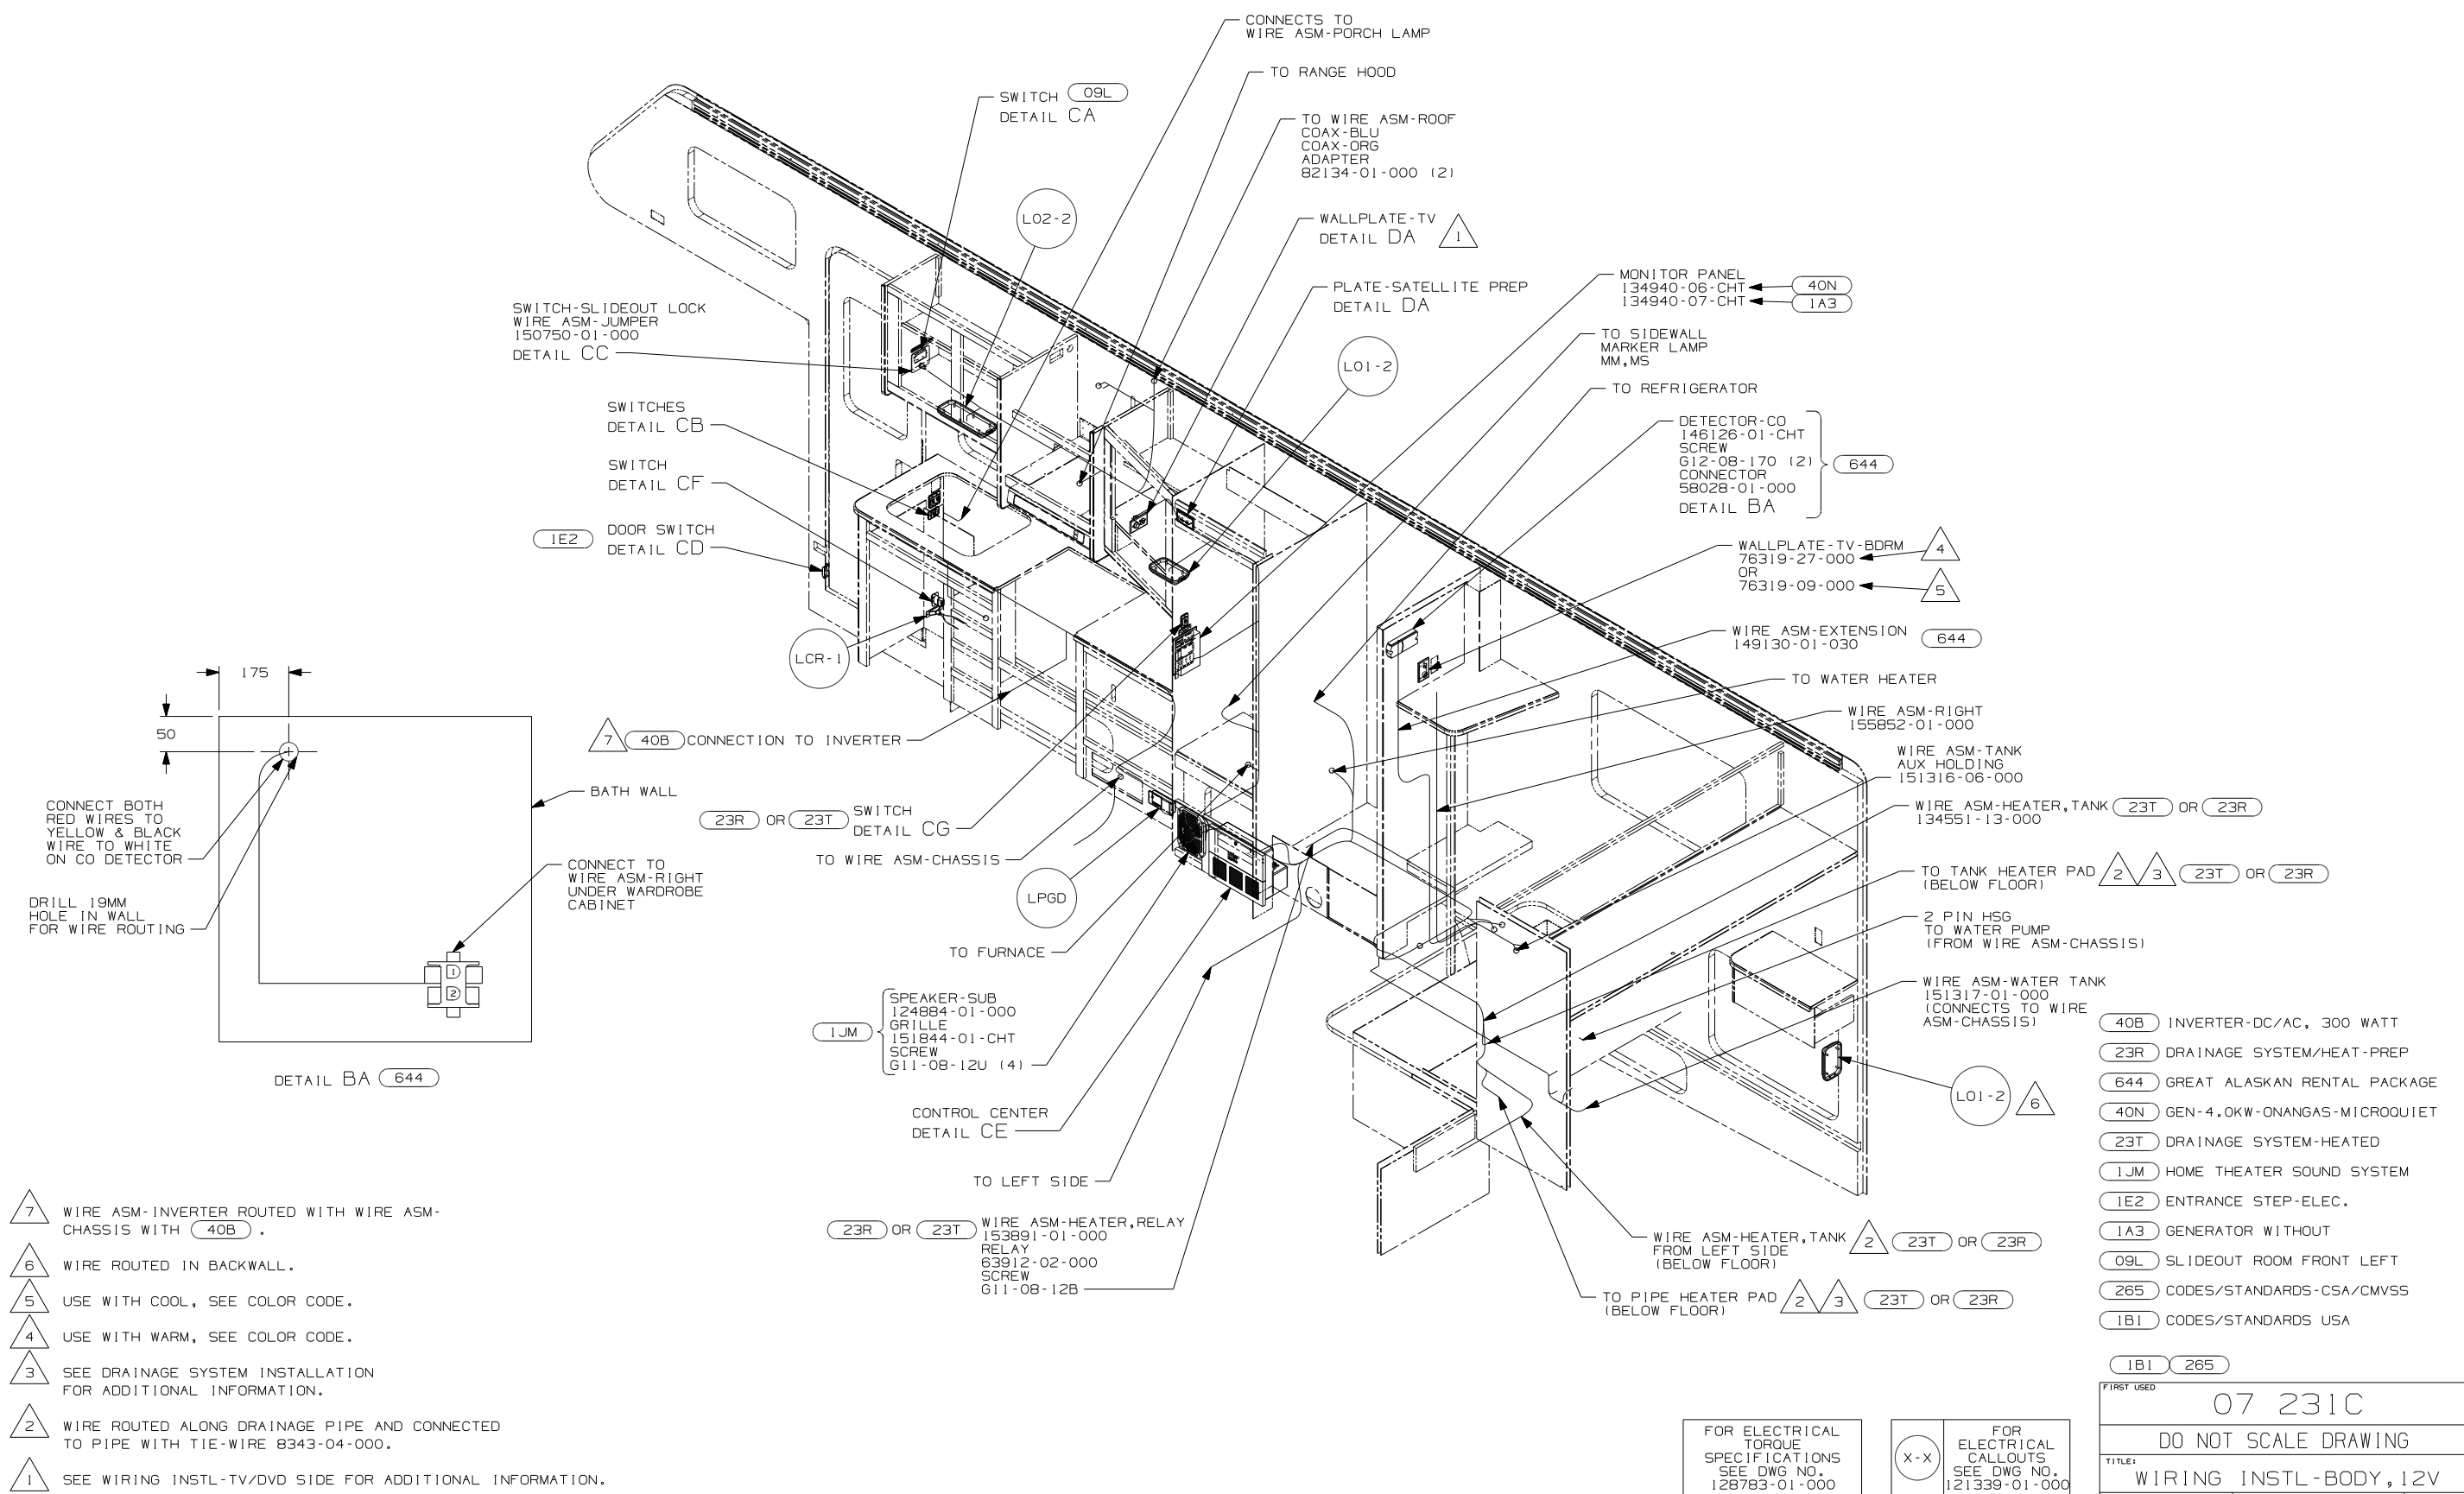 CONNECTS TO
WIRE ASM-PORCH LAMP
TO RANGE HOOD
SWITCH 09L
DETAIL CA
TO WIRE ASM-ROOF
COAX-BLU
COAX-ORG
ADAPTER
82134-01-000 (2)
L02-2
WALLPLATE-TV
DETAIL DA 1
PLATE-SATELLITE PREP
DETAIL DA
MONITOR PANEL
134940-06-CHT 40N
134940-07-CHT 1A3
SWITCH-SLIDEOUT LOCK
WIRE ASM-JUMPER
150750-01-000
DETAIL CC
TO SIDEWALL
MARKER LAMP
MM,MS
L01-2
TO REFRIGERATOR
SWITCHES
DETAIL CB
DETECTOR-CO
146126-01-CHT
SCREW
G12-08-170 (2)
CONNECTOR
58028-01-000
DETAIL BA
644
SWITCH
DETAIL CF
1E2 DOOR SWITCH
DETAIL CD
WALLPLATE-TV-BDRM
76319-27-000 4
OR
76319-09-000 5
LCR-1
WIRE ASM-EXTENSION
149130-01-030 644
TO WATER HEATER
WIRE ASM-RIGHT
155852-01-000
7 40B CONNECTION TO INVERTER
WIRE ASM-TANK
AUX HOLDING
151316-06-000
175
50
BATH WALL
CONNECT BOTH
RED WIRES TO
YELLOW & BLACK
WIRE TO WHITE
ON CO DETECTOR
DRILL 19MM
HOLE IN WALL
FOR WIRE ROUTING
CONNECT TO
WIRE ASM-RIGHT
UNDER WARDROBE
CABINET
1
2
DETAIL BA 644
23R OR 23T SWITCH
DETAIL CG
TO WIRE ASM-CHASSIS
LPGD
TO FURNACE
WIRE ASM-HEATER,TANK 23T OR 23R
134551-13-000
TO TANK HEATER PAD 2 3 23T OR 23R
(BELOW FLOOR)
2 PIN HSG
TO WATER PUMP
(FROM WIRE ASM-CHASSIS)
WIRE ASM-WATER TANK
151317-01-000
(CONNECTS TO WIRE
ASM-CHASSIS)
1JM
SPEAKER-SUB
124884-01-000
GRILLE
151844-01-CHT
SCREW
G11-08-12U (4)
L01-2 6
CONTROL CENTER
DETAIL CE
TO LEFT SIDE
23R OR 23T WIRE ASM-HEATER,RELAY
153891-01-000
RELAY
63912-02-000
SCREW
G11-08-12B
WIRE ASM-HEATER,TANK 2 23T OR 23R
FROM LEFT SIDE
(BELOW FLOOR)
TO PIPE HEATER PAD 2 3 23T OR 23R
(BELOW FLOOR)
40B INVERTER-DC/AC, 300 WATT
23R DRAINAGE SYSTEM/HEAT-PREP
644 GREAT ALASKAN RENTAL PACKAGE
40N GEN-4.0KW-ONANGAS-MICROQUIET
23T DRAINAGE SYSTEM-HEATED
1JM HOME THEATER SOUND SYSTEM
1E2 ENTRANCE STEP-ELEC.
1A3 GENERATOR WITHOUT
09L SLIDEOUT ROOM FRONT LEFT
265 CODES/STANDARDS-CSA/CMVSS
1B1 CODES/STANDARDS USA
1B1 265
7 WIRE ASM-INVERTER ROUTED WITH WIRE ASM-
CHASSIS WITH 40B .
6 WIRE ROUTED IN BACKWALL.
5 USE WITH COOL, SEE COLOR CODE.
4 USE WITH WARM, SEE COLOR CODE.
3 SEE DRAINAGE SYSTEM INSTALLATION
FOR ADDITIONAL INFORMATION.
2 WIRE ROUTED ALONG DRAINAGE PIPE AND CONNECTED
TO PIPE WITH TIE-WIRE 8343-04-000.
1 SEE WIRING INSTL-TV/DVD SIDE FOR ADDITIONAL INFORMATION.
FOR ELECTRICAL
TORQUE
SPECIFICATIONS
SEE DWG NO.
128783-01-000
X-X
FOR
ELECTRICAL
CALLOUTS
SEE DWG NO.
121339-01-000
FIRST USED
07 231C
DO NOT SCALE DRAWING
TITLE:
WIRING INSTL-BODY,12V